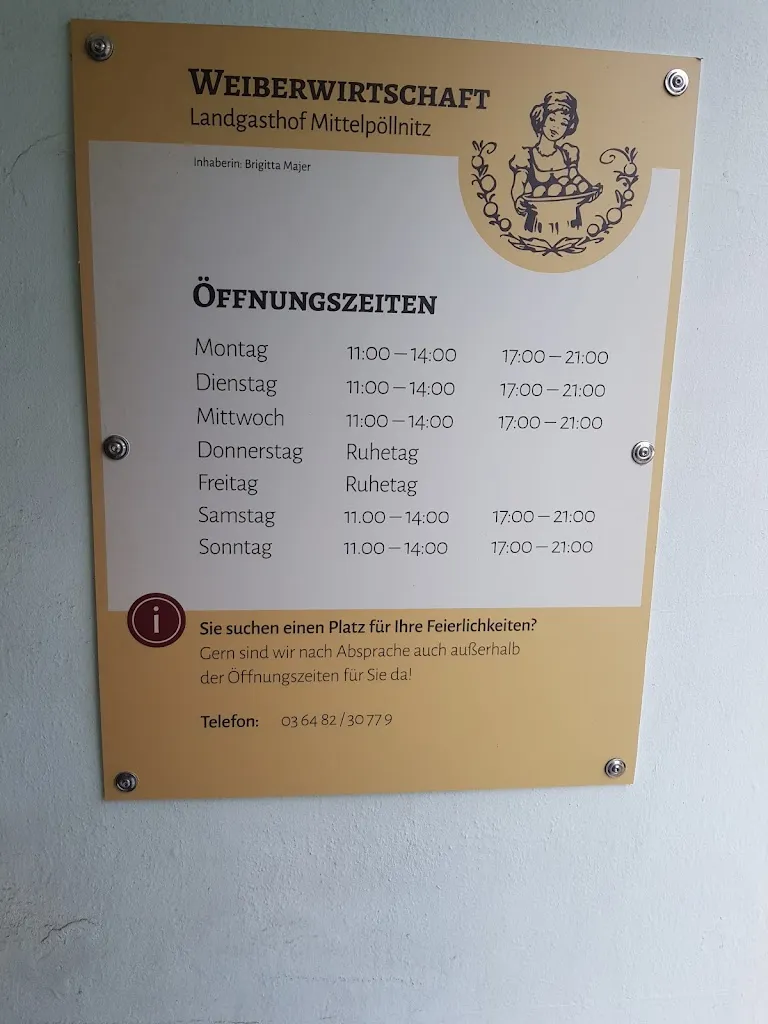 Weiberwirtschaft
Landgasthof Mittelpöllnitz
Inhaberin: Brigitta Majer
Öffnungszeiten
Montag 11:00 – 14:00 17:00 – 21:00
Dienstag 11:00 – 14:00 17:00 – 21:00
Mittwoch 11:00 – 14:00 17:00 – 21:00
Donnerstag Ruhetag
Freitag Ruhetag
Samstag 11.00 – 14:00 17:00 – 21:00
Sonntag 11.00 – 14:00 17:00 – 21:00
i
Sie suchen einen Platz für Ihre Feierlichkeiten?
Gern sind wir nach Absprache auch außerhalb
der Öffnungszeiten für Sie da!
Telefon: 03 64 82 / 30 77 9